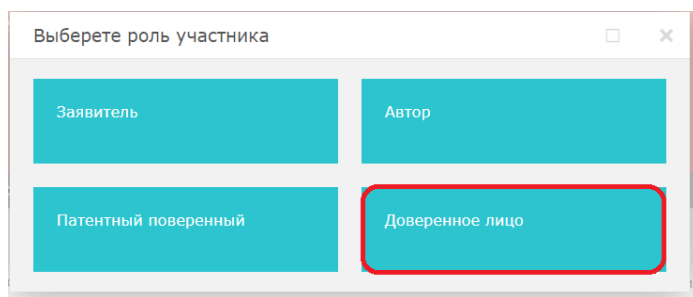 Выберете роль участника
Заявитель
Автор
Патентный поверенный
Доверенное лицо